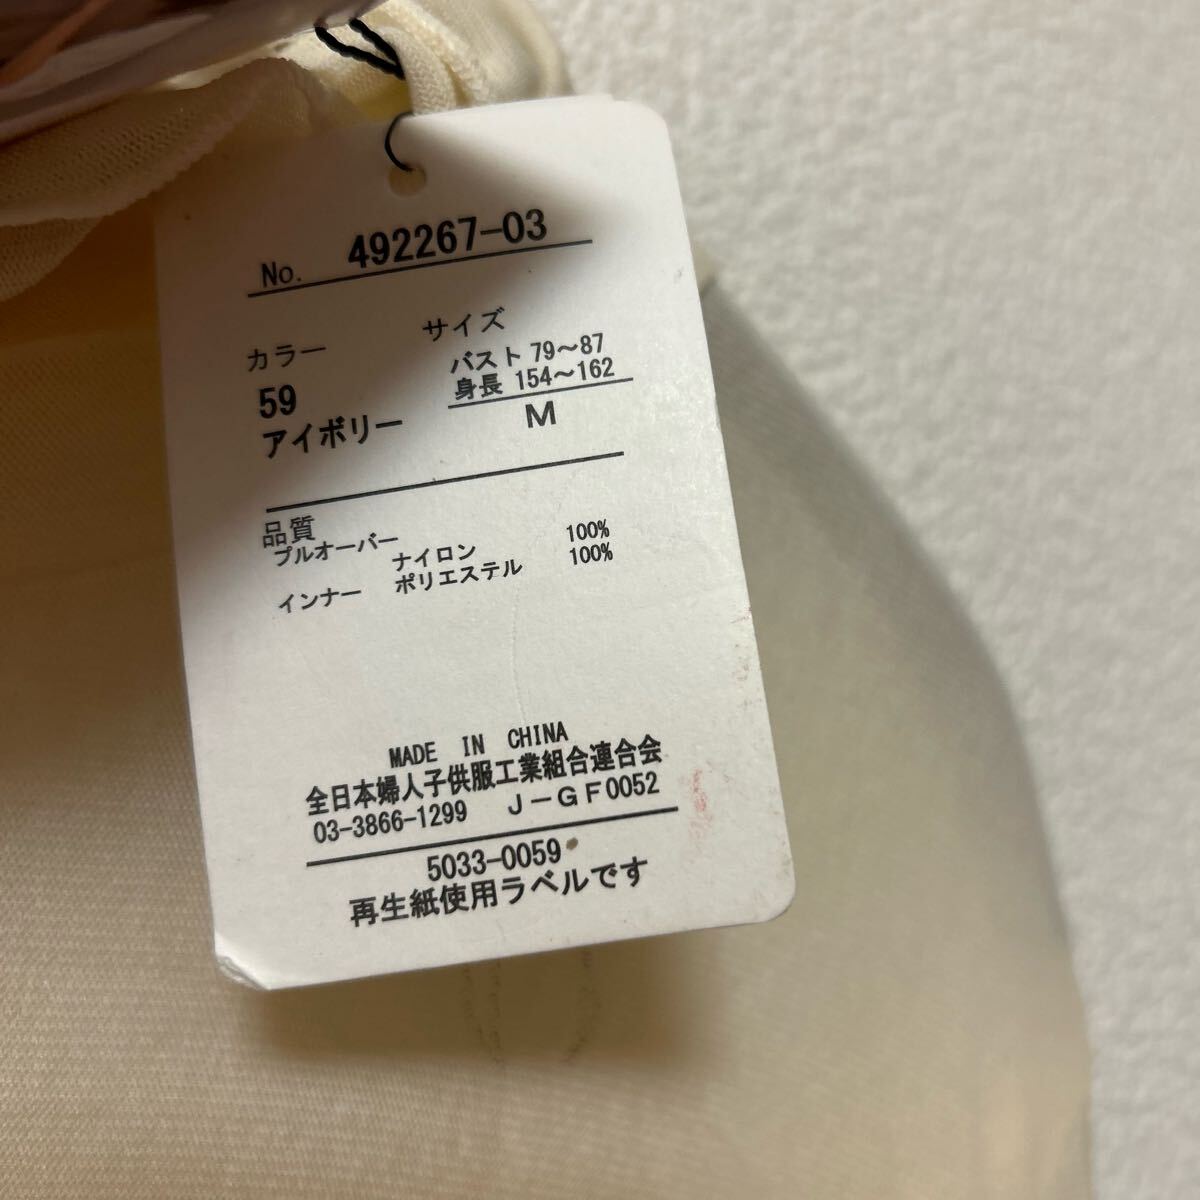 No. 492267-03
カラー サイズ
バスト 79〜87
身長 154〜162
59
アイボリー M
品質
プルオーバー
ナイロン 100%
インナー ポリエステル 100%
MADE IN CHINA
全日本婦人子供服工業組合連合会
03-3866-1299 J-GF0052
5033-0059
再生紙使用ラベルです